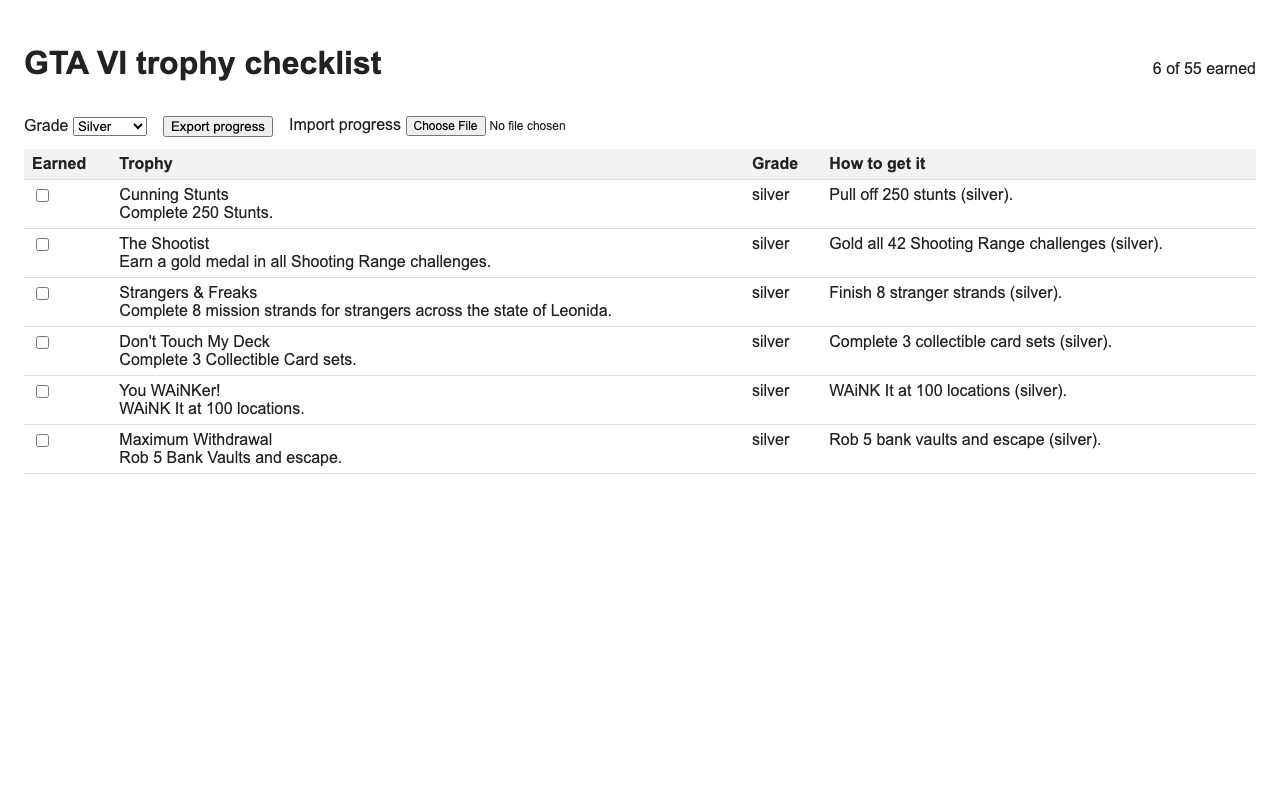 GTA VI trophy checklist
6 of 55 earned
Grade Silver Export progress Import progress Choose File No file chosen
Earned Trophy Grade How to get it
Cunning Stunts silver Pull off 250 stunts (silver).
Complete 250 Stunts.
The Shootist silver Gold all 42 Shooting Range challenges (silver).
Earn a gold medal in all Shooting Range challenges.
Strangers & Freaks silver Finish 8 stranger strands (silver).
Complete 8 mission strands for strangers across the state of Leonida.
Don't Touch My Deck silver Complete 3 collectible card sets (silver).
Complete 3 Collectible Card sets.
You WAiNKer! silver WAiNK It at 100 locations (silver).
WAiNK It at 100 locations.
Maximum Withdrawal silver Rob 5 bank vaults and escape (silver).
Rob 5 Bank Vaults and escape.